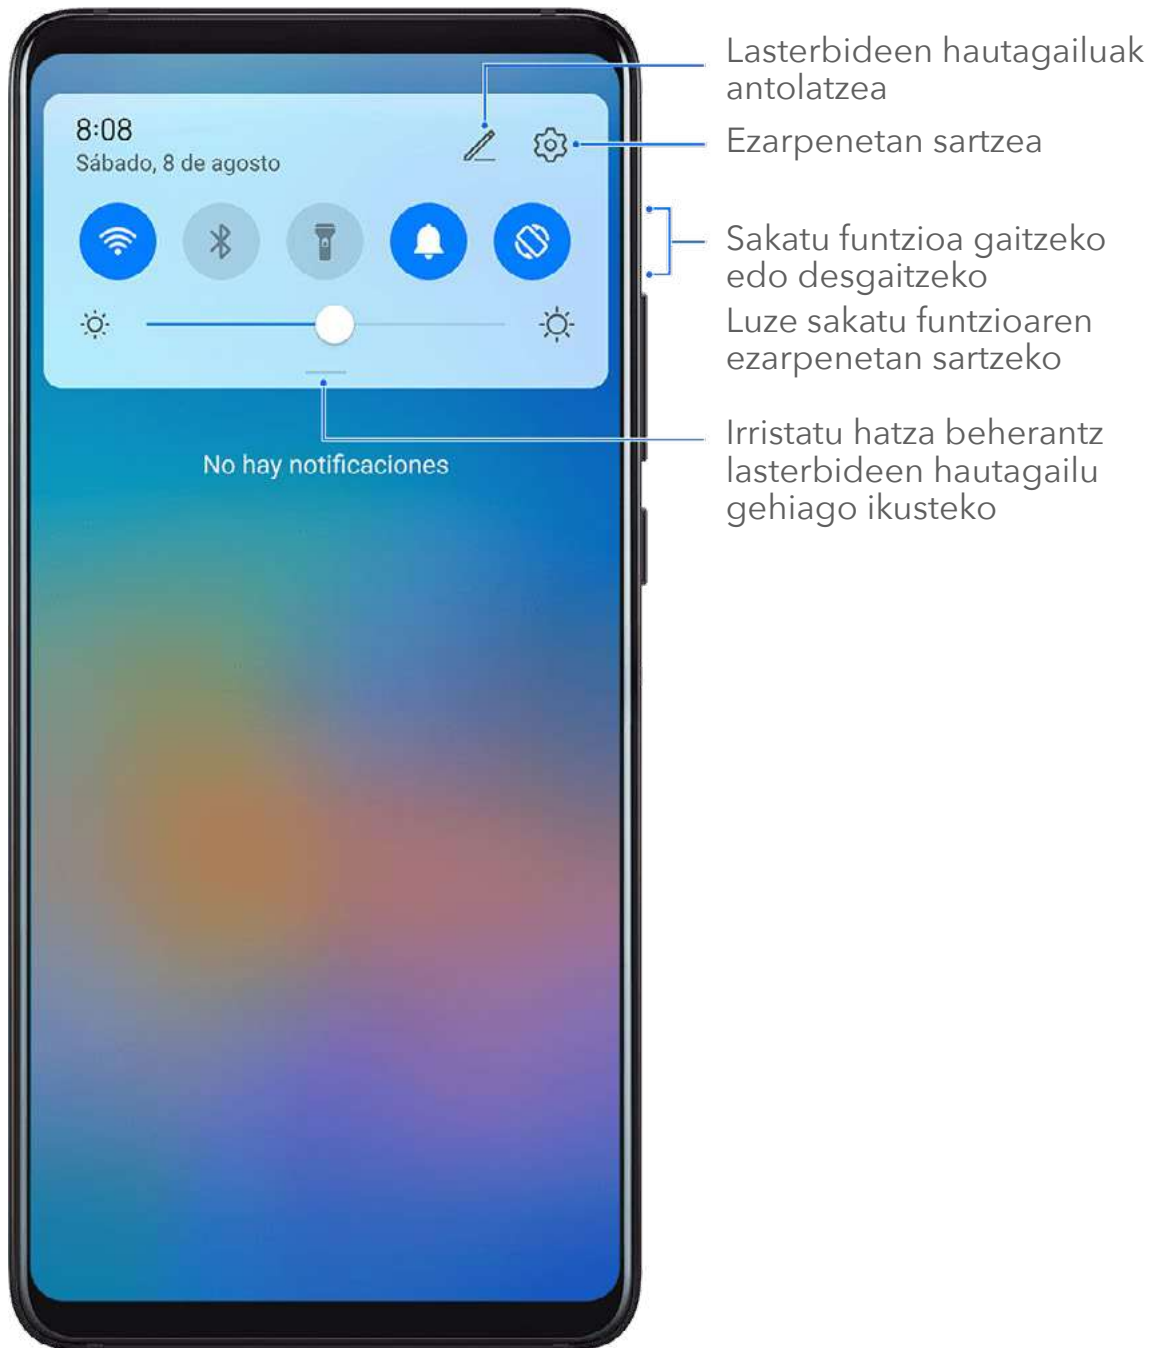 Lasterbideen hautagailuak
antolatzea
8:08
Sábado, 8 de agosto
Ezarpenetan sartzea
Sakatu funtzioa gaitzeko
edo desgaitzeko
Luze sakatu funtzioaren
ezarpenetan sartzeko
Irristatu hatza beherantz
lasterbideen hautagailu
gehiago ikusteko
No hay notificaciones